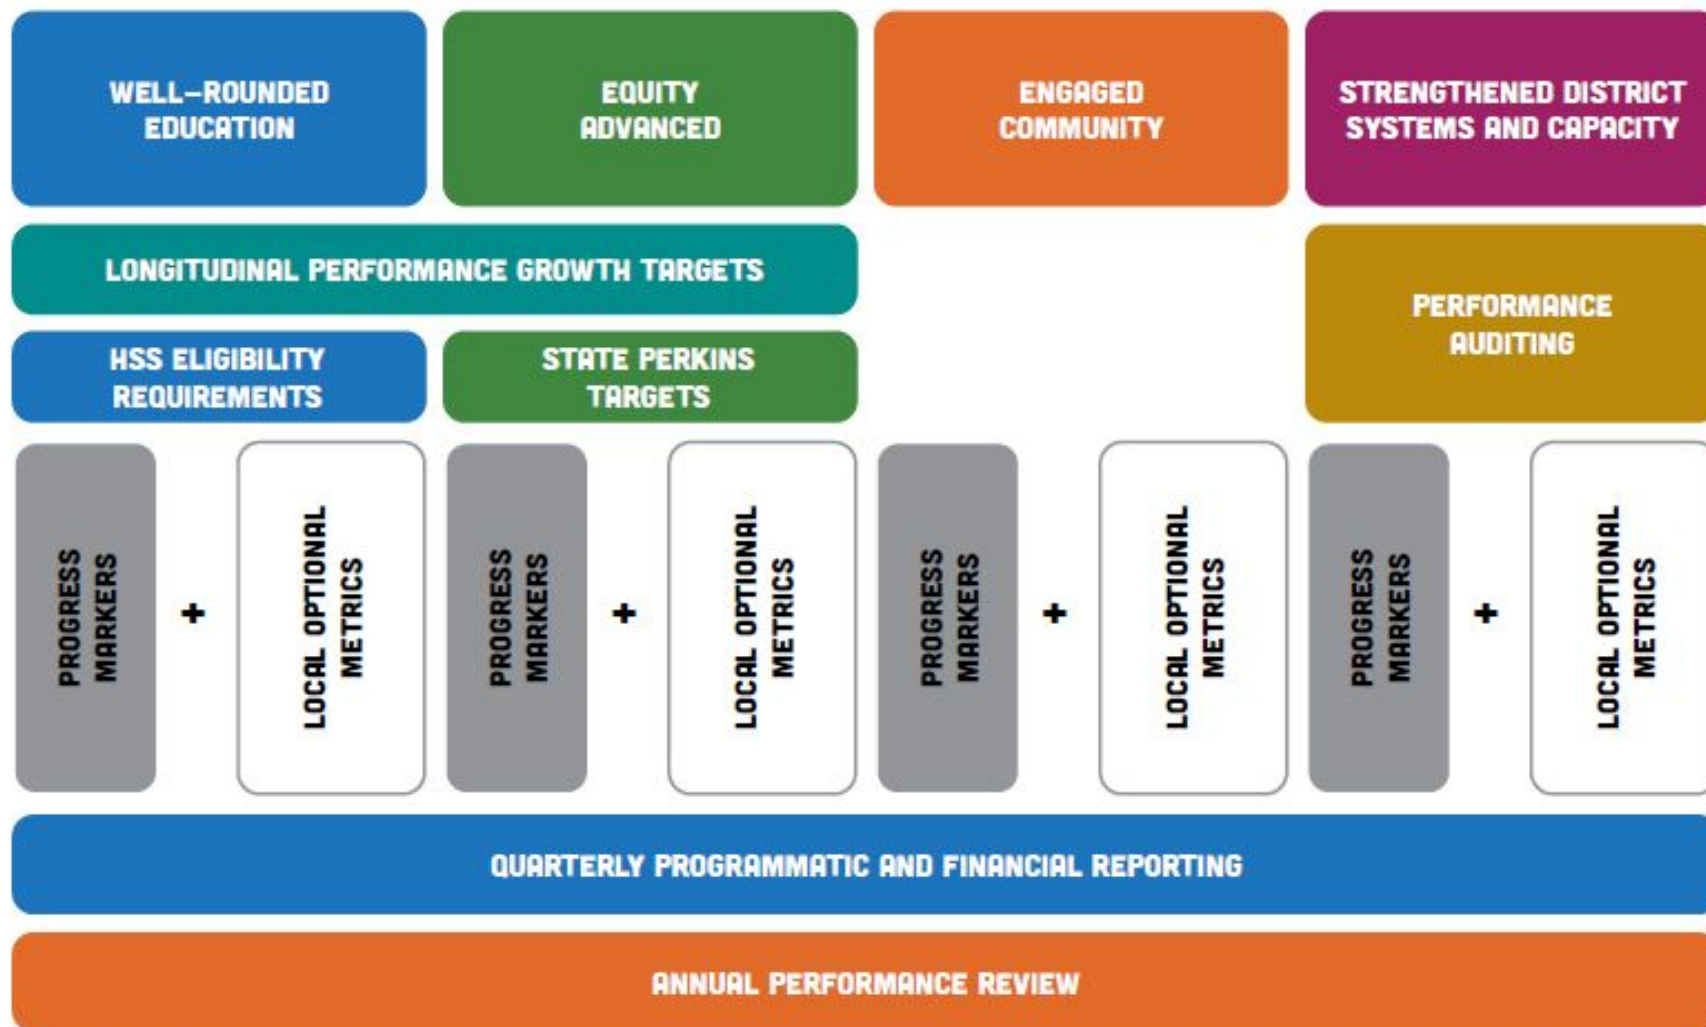 WELL-ROUNDED
EDUCATION
EQUITY
ADVANCED
ENGAGED
COMMUNITY
STRENGTHENED DISTRICT
SYSTEMS AND CAPACITY
LONGITUDINAL PERFORMANCE GROWTH TARGETS
PERFORMANCE
AUDITING
HSS ELIGIBILITY
REQUIREMENTS
STATE PERKINS
TARGETS
PROGRESS
MARKERS
+
LOCAL OPTIONAL
METRICS
PROGRESS
MARKERS
+
LOCAL OPTIONAL
METRICS
PROGRESS
MARKERS
+
LOCAL OPTIONAL
METRICS
PROGRESS
MARKERS
+
LOCAL OPTIONAL
METRICS
QUARTERLY PROGRAMMATIC AND FINANCIAL REPORTING
ANNUAL PERFORMANCE REVIEW